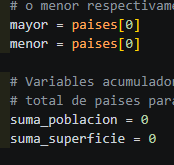 # o menor respectivame
mayor = paises[0]
menor = paises[0]
# Variables acumulador
# total de paises para
suma_poblacion = 0
suma_superficie = 0